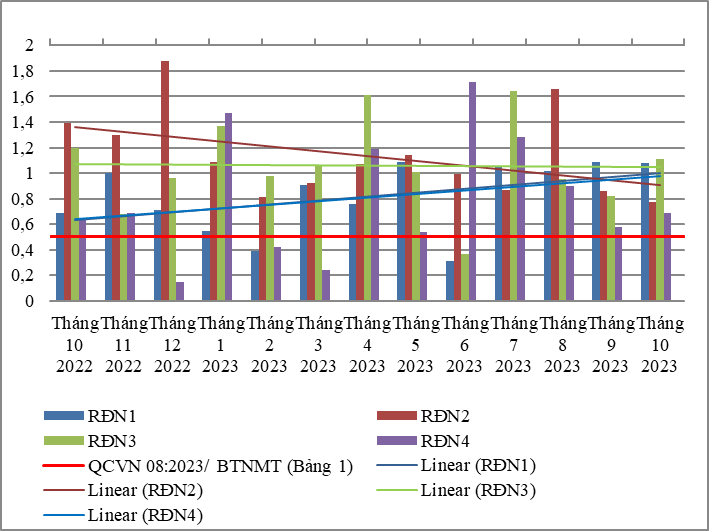 2
1,8
1,6
1,4
1,2
1
0,8
0,6
0,4
0,2
0
Tháng Tháng Tháng Tháng Tháng Tháng Tháng Tháng Tháng Tháng Tháng Tháng Tháng
10 11 12 1 2 3 4 5 6 7 8 9 10
2022 2022 2022 2023 2023 2023 2023 2023 2023 2023 2023 2023 2023
RĐN1 RĐN2
RĐN3 RĐN4
QCVN 08:2023/ BTNMT (Bảng 1) Linear (RĐN1)
Linear (RĐN2) Linear (RĐN3)
Linear (RĐN4)